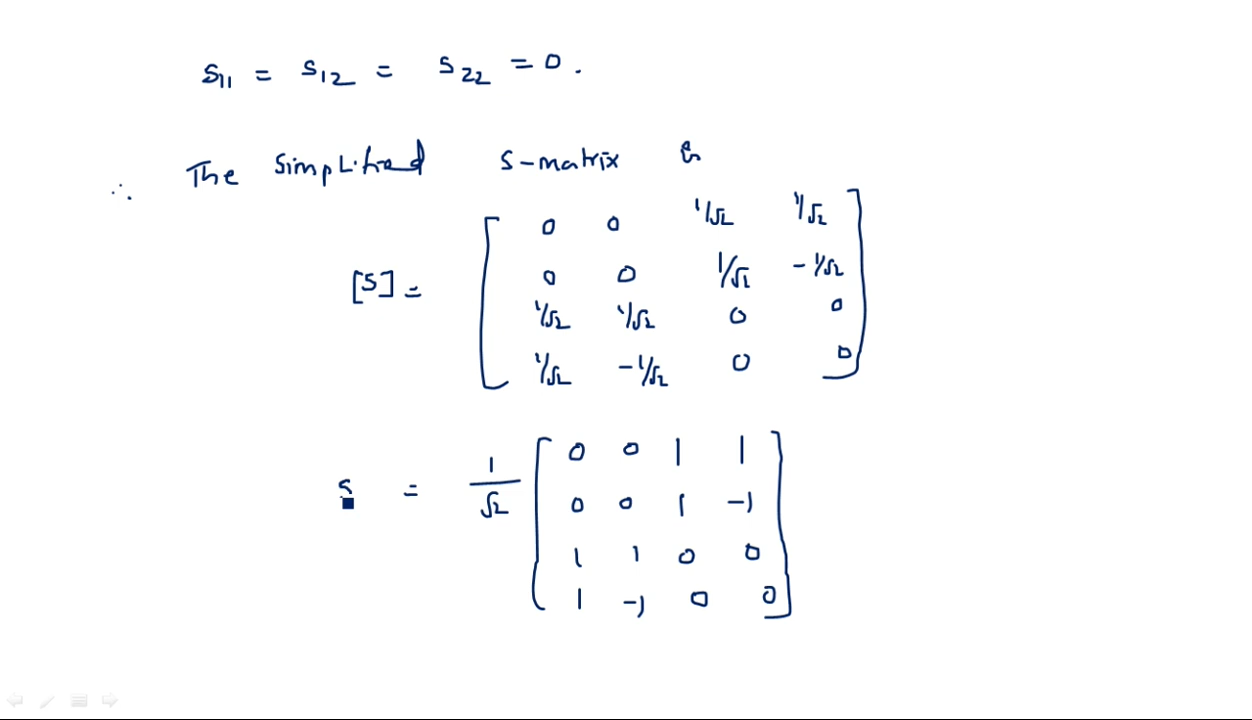 S11 = S12 = S22 = 0 .
∴ The Simplified S-matrix is
[S] =
0 0 1/√2 1/√2
0 0 1/√2 -1/√2
1/√2 1/√2 0 0
1/√2 -1/√2 0 0
S = 1/√2
0 0 1 1
0 0 1 -1
1 1 0 0
1 -1 0 0